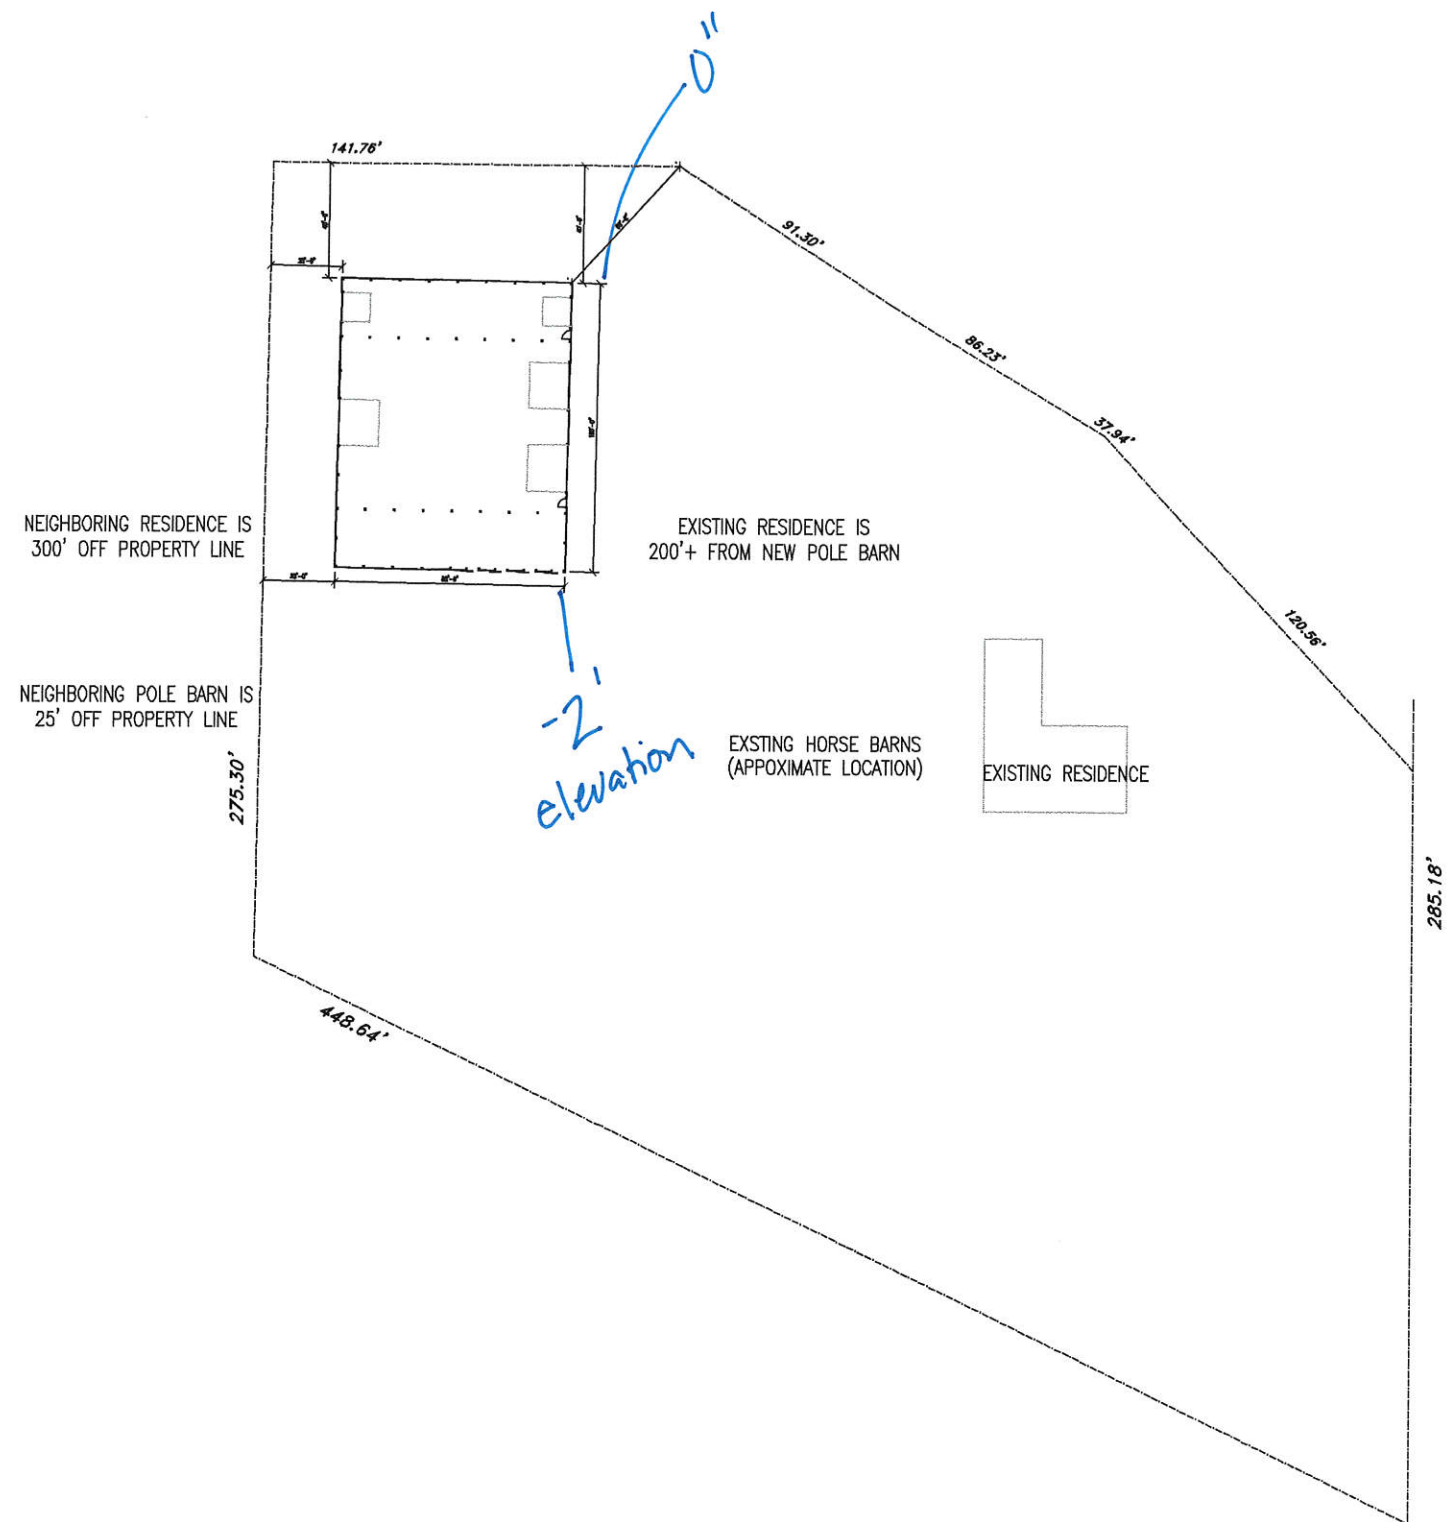 0"
141.76'
91.30'
86.23'
37.94'
NEIGHBORING RESIDENCE IS
300' OFF PROPERTY LINE
EXISTING RESIDENCE IS
200'+ FROM NEW POLE BARN
120.56'
NEIGHBORING POLE BARN IS
25' OFF PROPERTY LINE
-2'
elevation
275.30'
EXSTING HORSE BARNS
(APPOXIMATE LOCATION)
EXISTING RESIDENCE
285.18'
448.64'